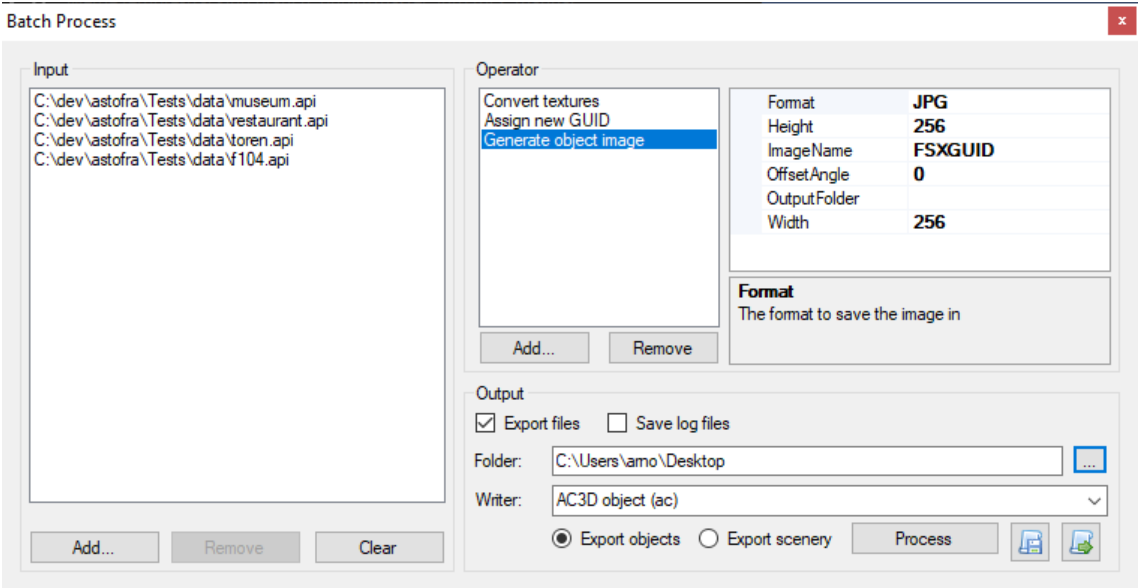 Batch Process
x
Input
C:\dev\astofra\Tests\data\museum.api
C:\dev\astofra\Tests\data\restaurant.api
C:\dev\astofra\Tests\data\toren.api
C:\dev\astofra\Tests\data\f104.api
Add...
Remove
Clear
Operator
Convert textures
Assign new GUID
Generate object image
Add...
Remove
Format JPG
Height 256
ImageName FSXGUID
OffsetAngle 0
OutputFolder
Width 256
Format
The format to save the image in
Output
Export files
Save log files
Folder: C:\Users\arno\Desktop ...
Writer: AC3D object (ac)
Export objects
Export scenery
Process